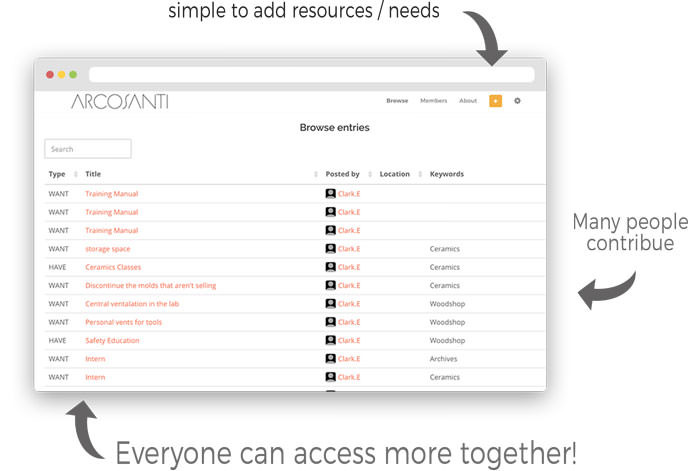 simple to add resources / needs
ARCOSANTI
Browse Members About +
Browse entries
Search
Type Title Posted by Location Keywords
WANT Training Manual Clark.E
WANT Training Manual Clark.E
WANT Training Manual Clark.E
WANT storage space Clark.E Ceramics
HAVE Ceramics Classes Clark.E Ceramics
WANT Discontinue the molds that aren't selling Clark.E Ceramics
WANT Central ventalation in the lab Clark.E Woodshop
WANT Personal vents for tools Clark.E Woodshop
HAVE Safety Education Clark.E Woodshop
WANT Intern Clark.E Archives
WANT Intern Clark.E Ceramics
Many people
contribue
Everyone can access more together!